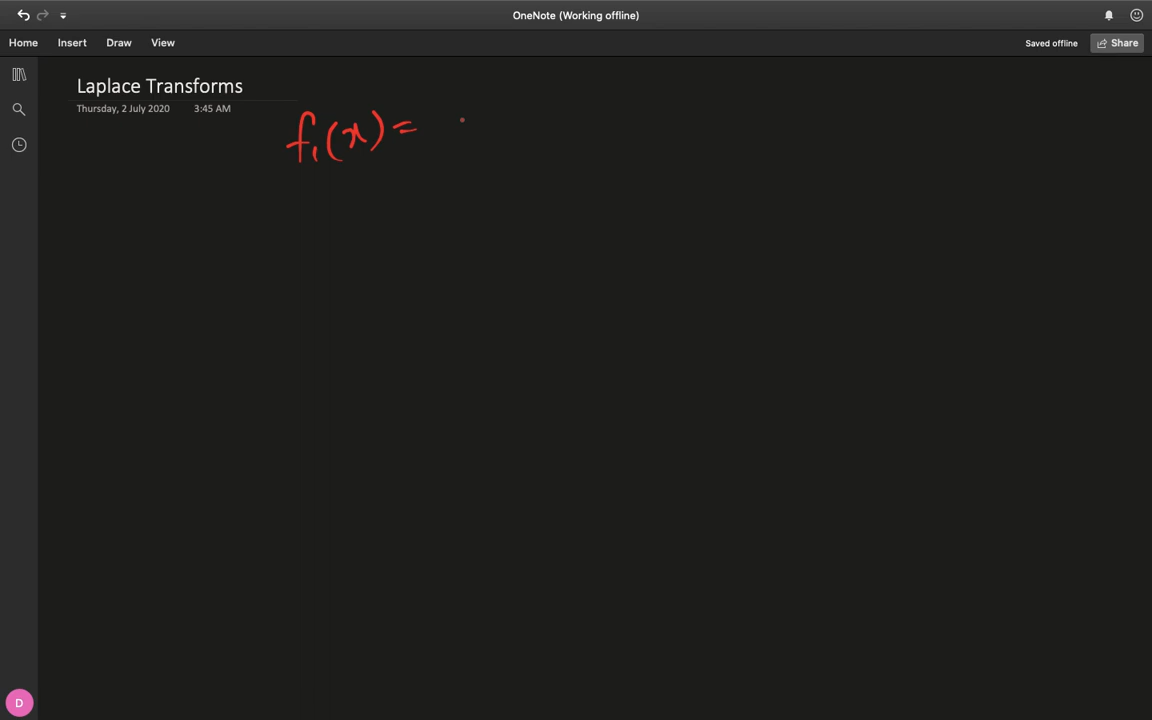 OneNote (Working offline)
Home Insert Draw View
Saved offline Share
Laplace Transforms
Thursday, 2 July 2020 3:45 AM
f₁(x) =
D